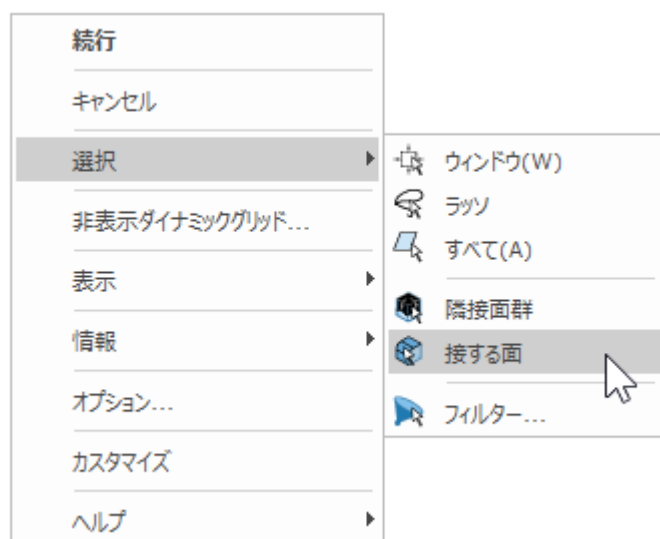 続行
キャンセル
選択
非表示ダイナミックグリッド...
表示
情報
オプション...
カスタマイズ
ヘルプ
ウィンドウ(W)
ラッソ
すべて(A)
隣接面群
接する面
フィルター...